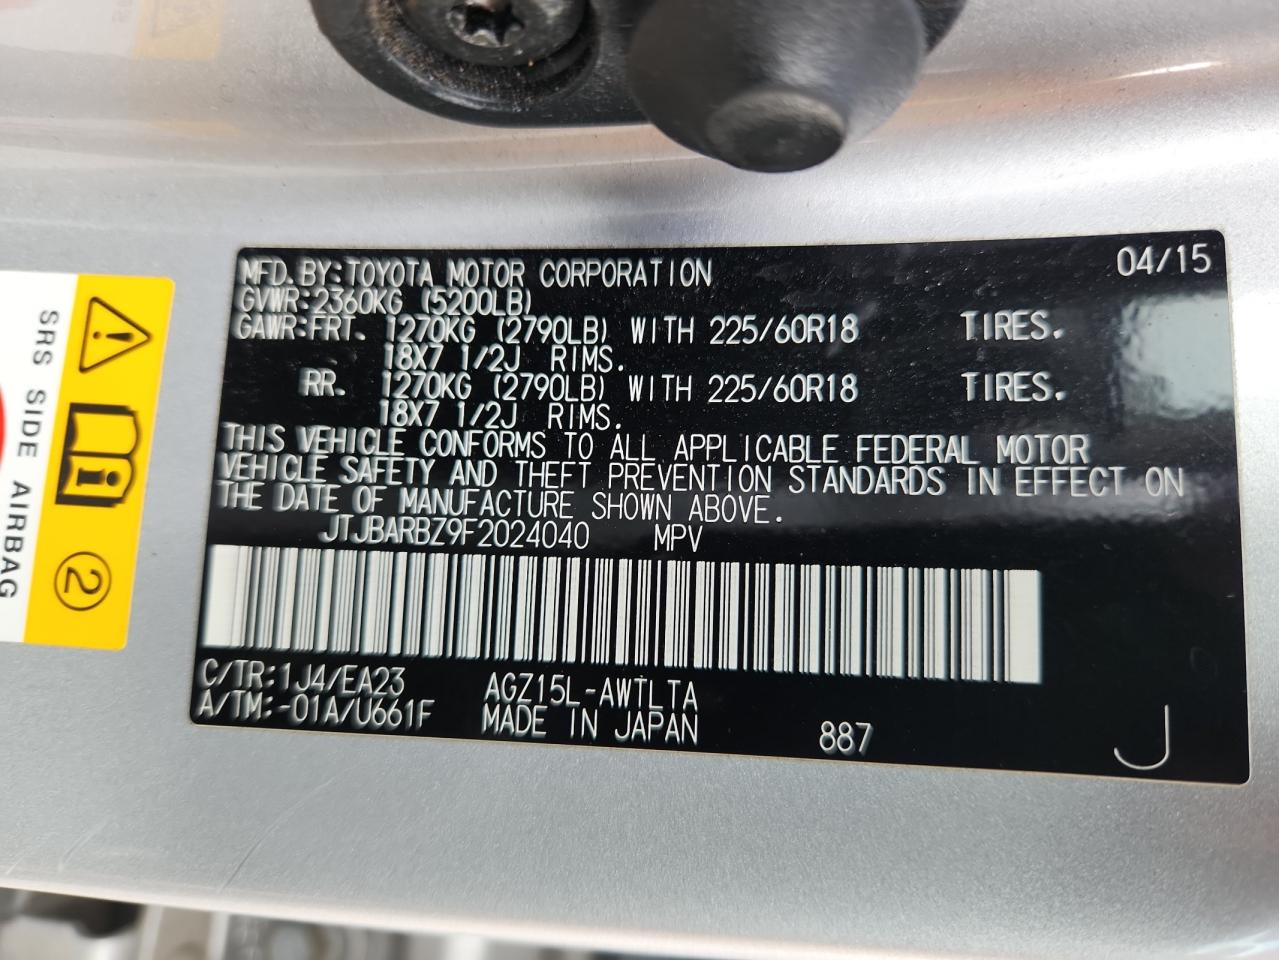 MFD. BY: TOYOTA MOTOR CORPORATION 04/15
GVWR: 2360KG (5200LB)
GAWR: FRT. 1270KG (2790LB) WITH 225/60R18 TIRES.
18X7 1/2J RIMS.
RR. 1270KG (2790LB) WITH 225/60R18 TIRES.
18X7 1/2J RIMS.
THIS VEHICLE CONFORMS TO ALL APPLICABLE FEDERAL MOTOR
VEHICLE SAFETY AND THEFT PREVENTION STANDARDS IN EFFECT ON
THE DATE OF MANUFACTURE SHOWN ABOVE.
JTJBARBZ9F2024040 MPV
C/TR: 1J4/EA23 AGZ15L-AWTLTA
A/TM: -01A/U661F MADE IN JAPAN 887 J
SRS SIDE AIRBAG
2